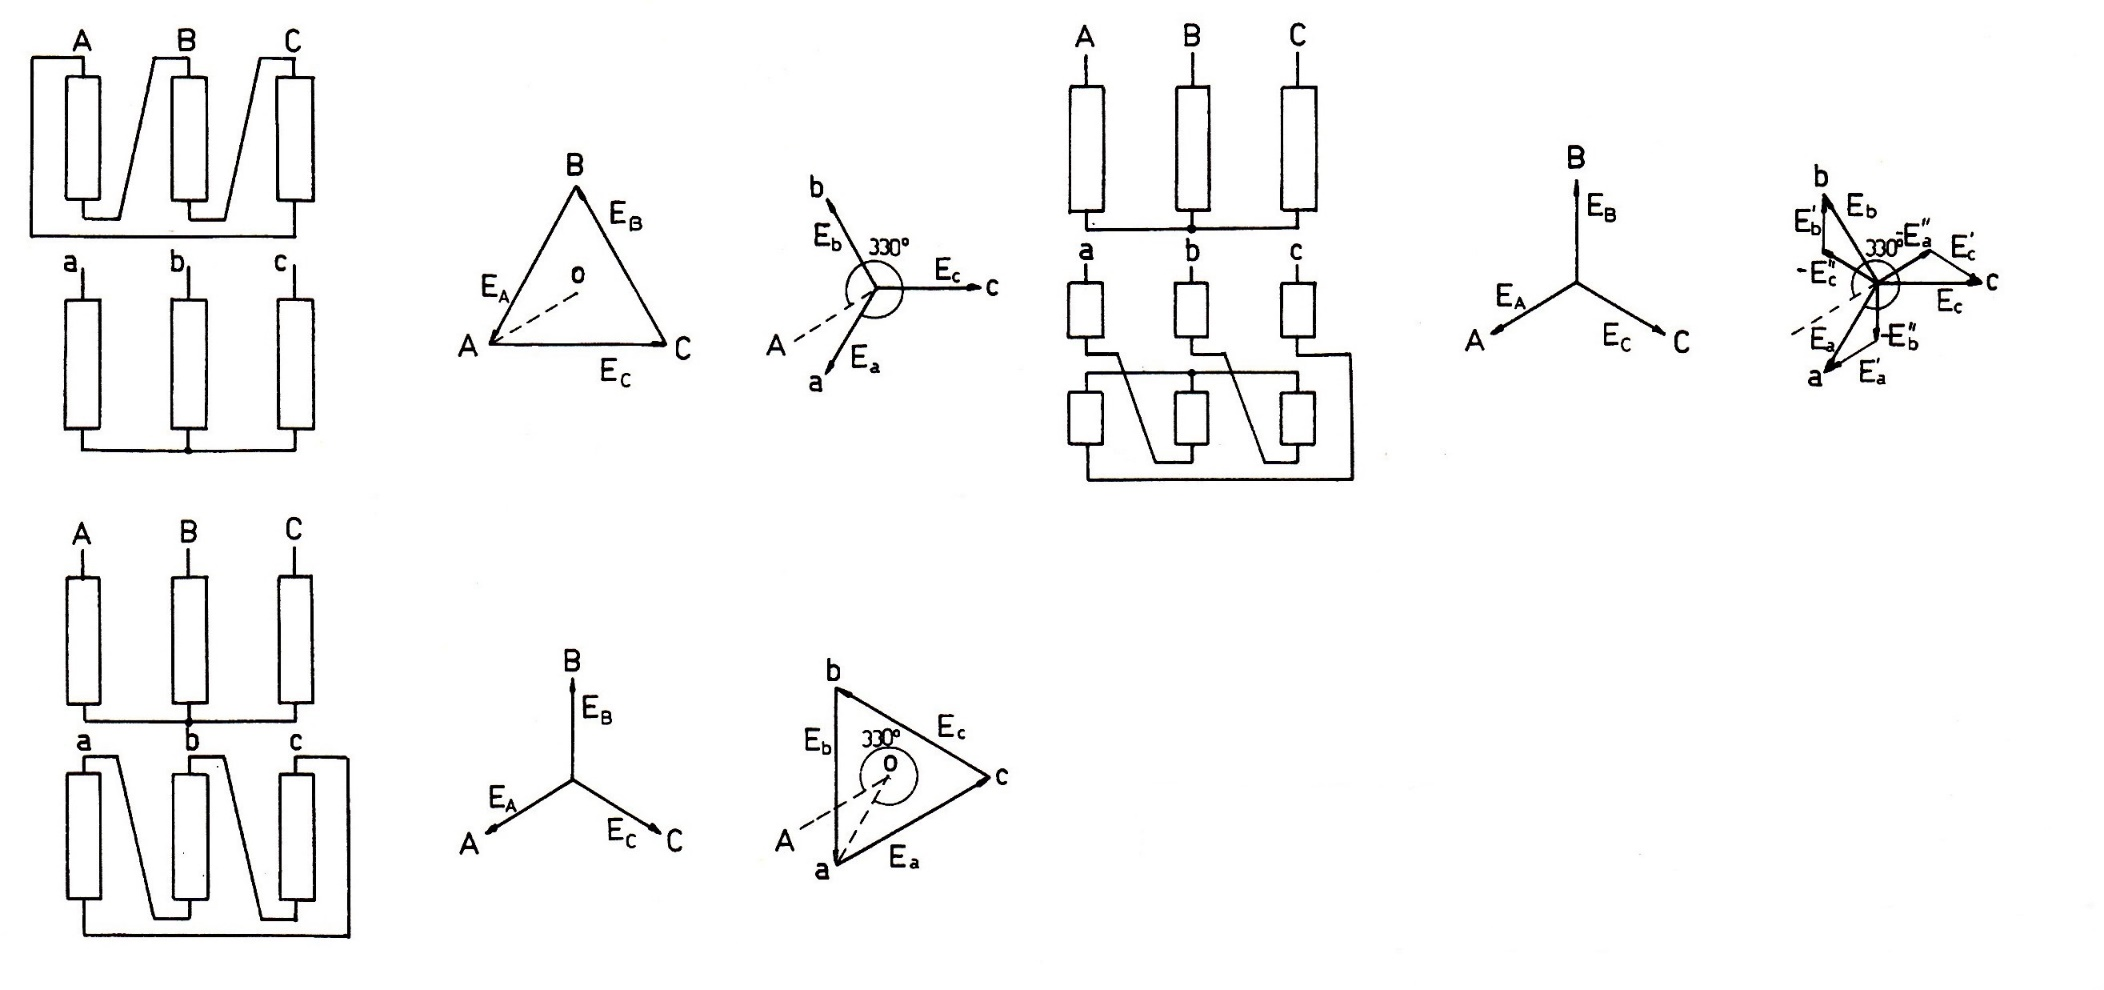 A B C
a b c
B
E_B
E_A
O
A
E_C
C
b
E_b
330°
E_c
c
A
E_a
a
A B C
a b c
B
E_B
E_A
A
E_C
C
b
E_b'
E_b
330°
-E_a''
E_c'
-E_c''
c
E_c
E_a
-E_b''
a
E_a'
A B C
a b c
B
E_B
E_A
A
E_C
C
b
E_b
330°
E_c
O
c
A
E_a
a